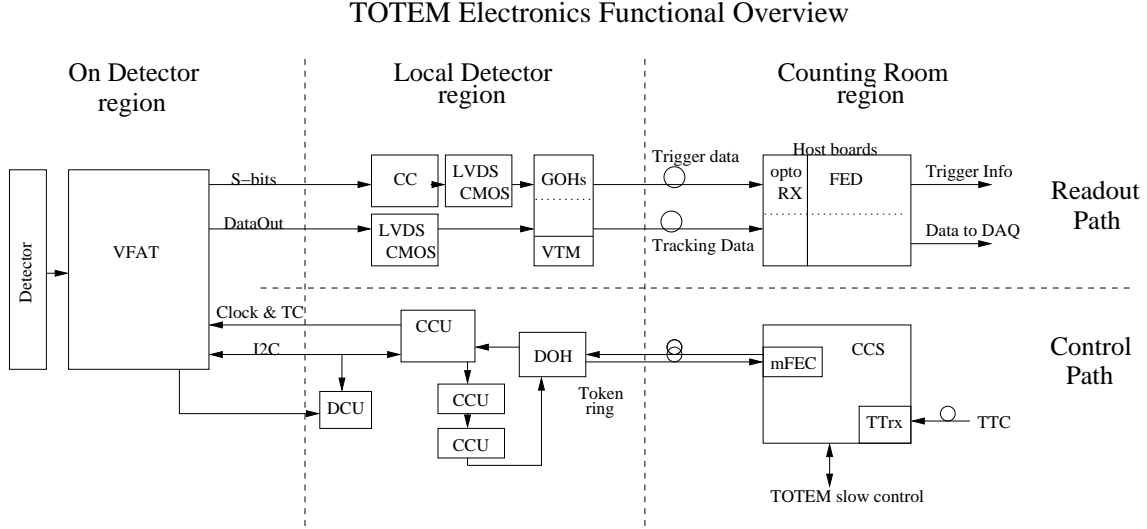 TOTEM Electronics Functional Overview
On Detector
region
Local Detector
region
Counting Room
region
Host boards
S-bits
CC
LVDS
CMOS
GOHs
Trigger data
opto
RX
FED
Trigger Info
Readout
Path
Detector
VFAT
DataOut
LVDS
CMOS
VTM
Tracking Data
Data to DAQ
Clock & TC
CCU
I2C
DOH
mFEC
CCS
Control
Path
DCU
CCU
Token
ring
CCU
TTrx
TTC
TOTEM slow control